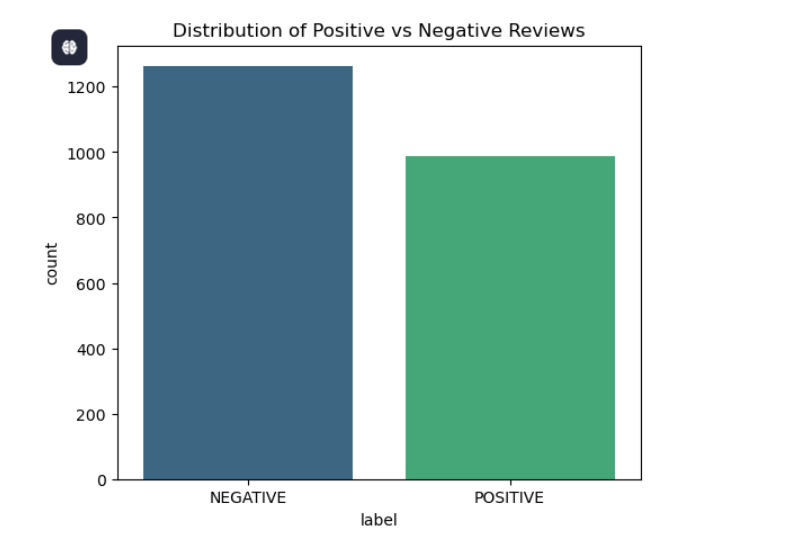 Distribution of Positive vs Negative Reviews
1200
1000
800
600
400
200
0
count
NEGATIVE
POSITIVE
label